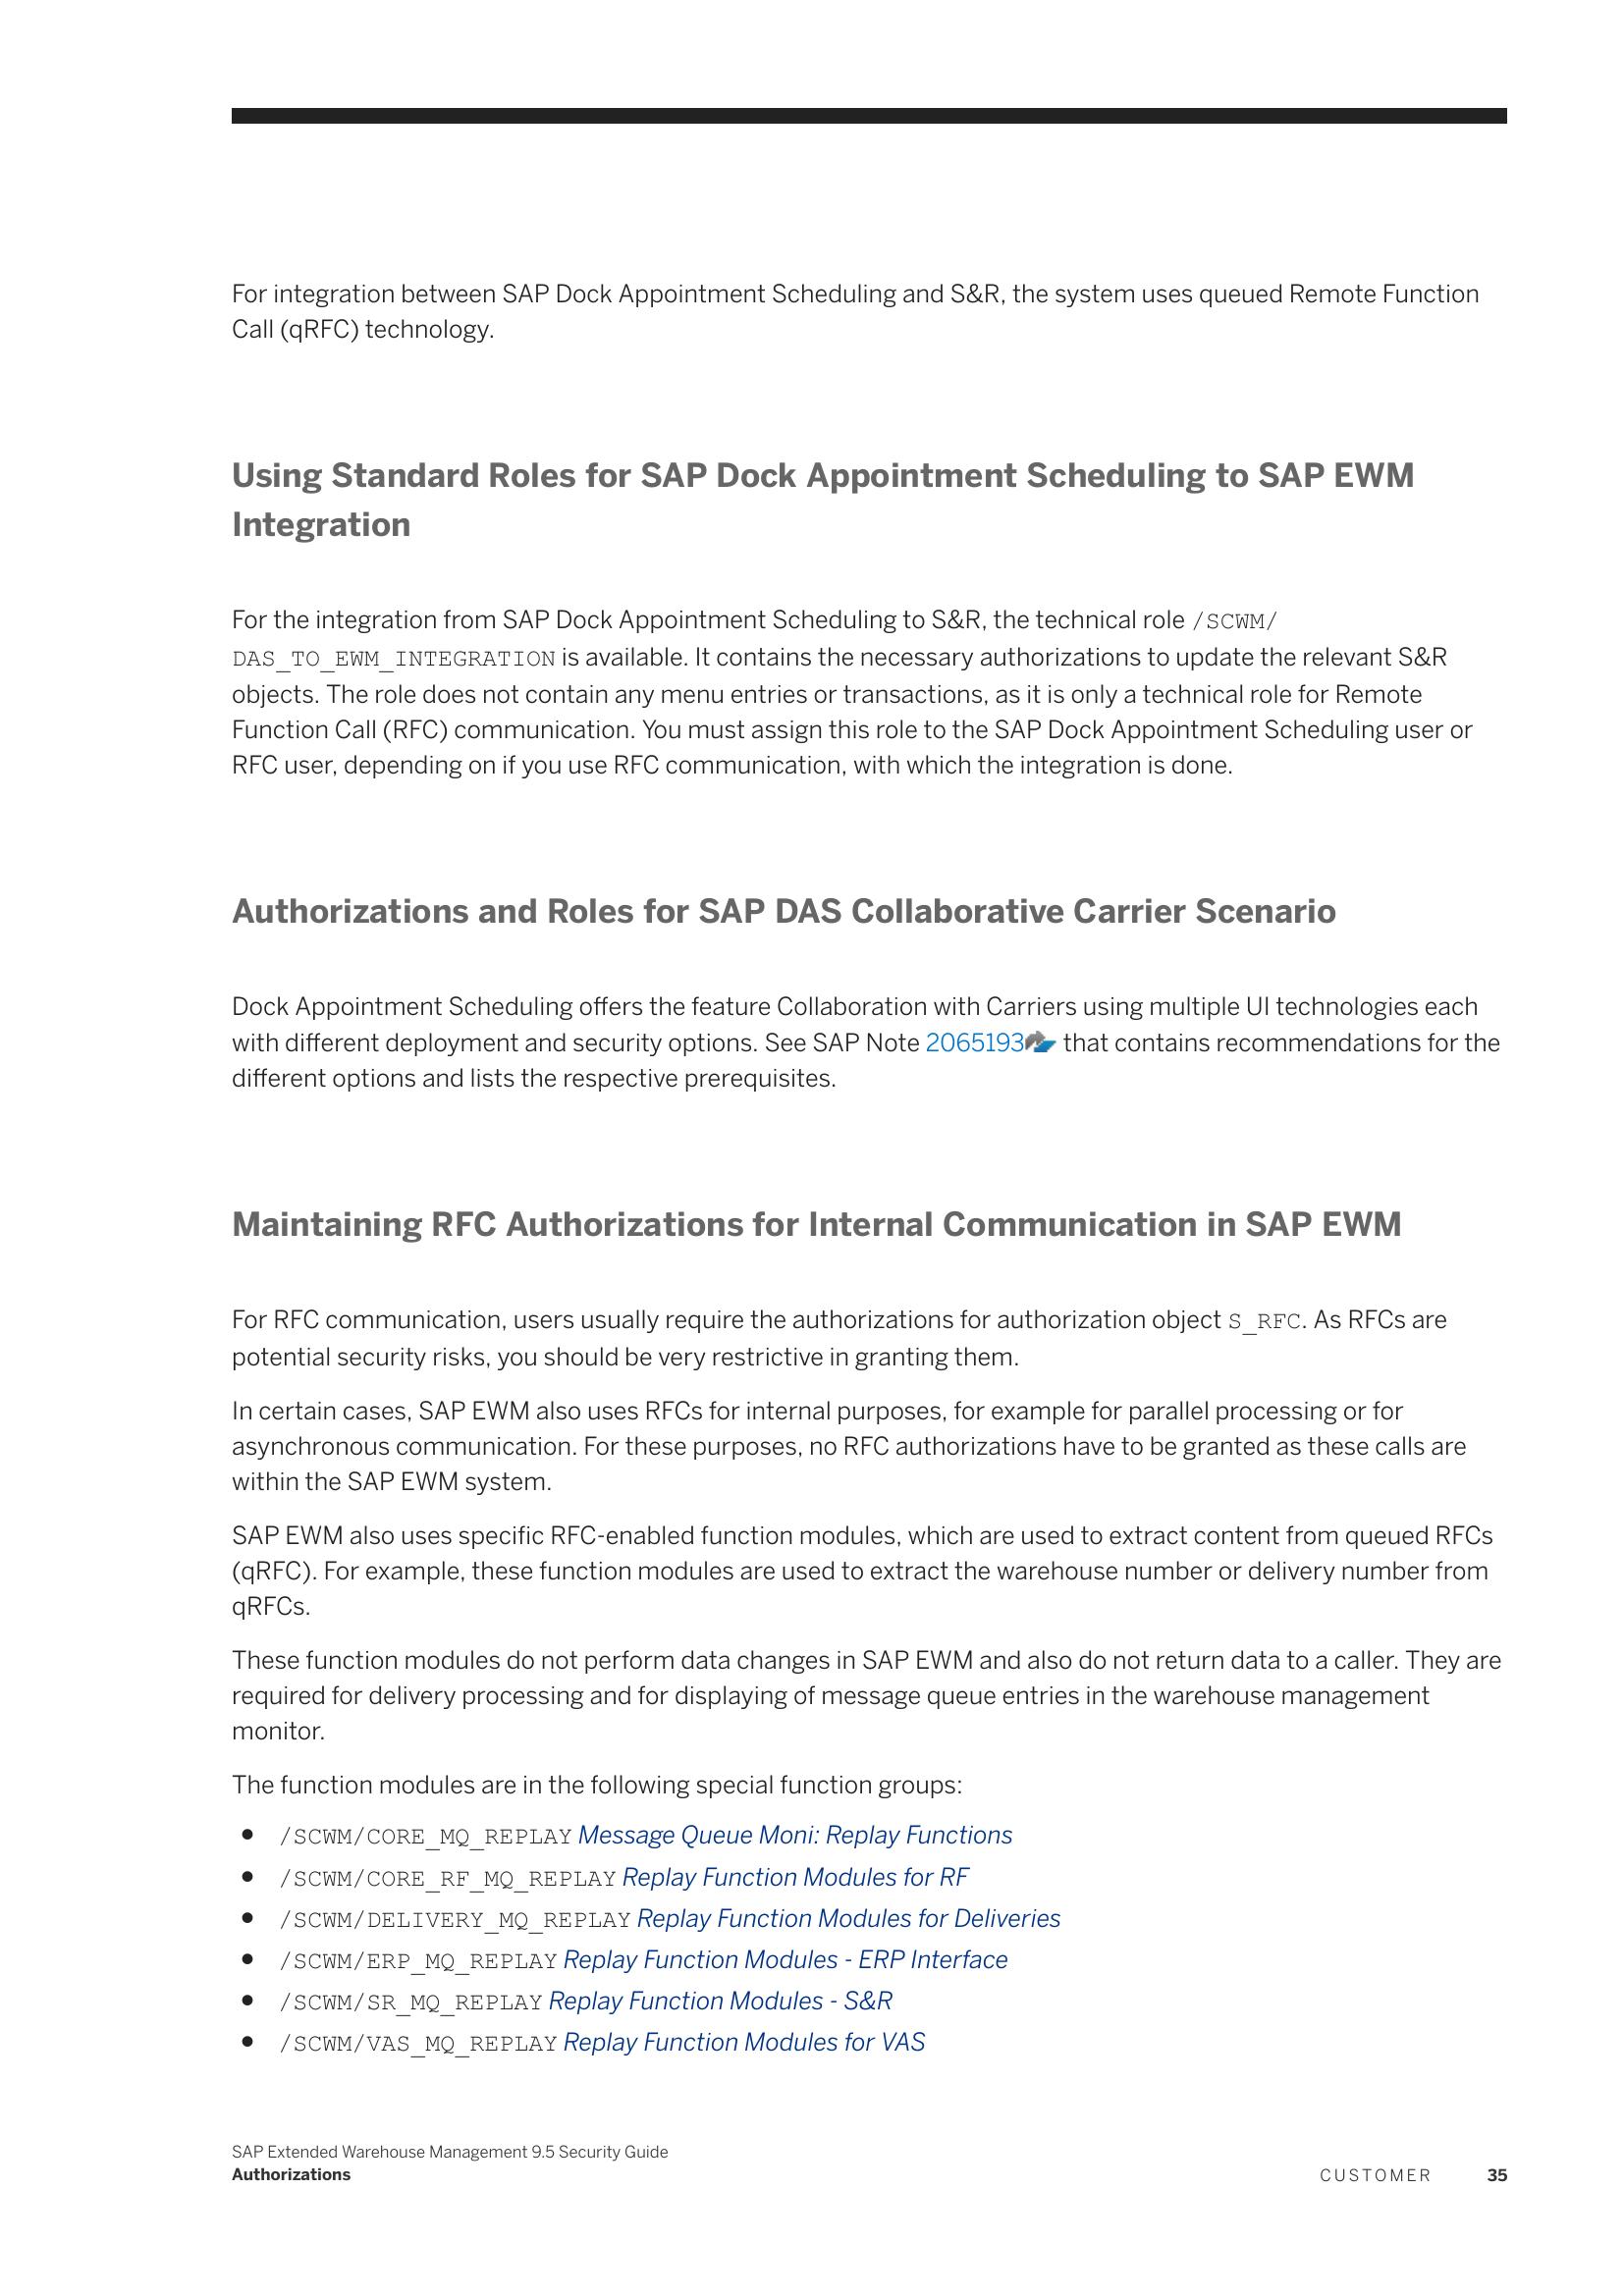 For integration between SAP Dock Appointment Scheduling and S&R, the system uses queued Remote Function
Call (qRFC) technology.
Using Standard Roles for SAP Dock Appointment Scheduling to SAP EWM
Integration
For the integration from SAP Dock Appointment Scheduling to S&R, the technical role /SCWM/
DAS_TO_EWM_INTEGRATION is available. It contains the necessary authorizations to update the relevant S&R
objects. The role does not contain any menu entries or transactions, as it is only a technical role for Remote
Function Call (RFC) communication. You must assign this role to the SAP Dock Appointment Scheduling user or
RFC user, depending on if you use RFC communication, with which the integration is done.
Authorizations and Roles for SAP DAS Collaborative Carrier Scenario
Dock Appointment Scheduling offers the feature Collaboration with Carriers using multiple UI technologies each
with different deployment and security options. See SAP Note 2065193 that contains recommendations for the
different options and lists the respective prerequisites.
Maintaining RFC Authorizations for Internal Communication in SAP EWM
For RFC communication, users usually require the authorizations for authorization object S_RFC. As RFCs are
potential security risks, you should be very restrictive in granting them.
In certain cases, SAP EWM also uses RFCs for internal purposes, for example for parallel processing or for
asynchronous communication. For these purposes, no RFC authorizations have to be granted as these calls are
within the SAP EWM system.
SAP EWM also uses specific RFC-enabled function modules, which are used to extract content from queued RFCs
(qRFC). For example, these function modules are used to extract the warehouse number or delivery number from
qRFCs.
These function modules do not perform data changes in SAP EWM and also do not return data to a caller. They are
required for delivery processing and for displaying of message queue entries in the warehouse management
monitor.
The function modules are in the following special function groups:
● /SCWM/CORE_MQ_REPLAY Message Queue Moni: Replay Functions
● /SCWM/CORE_RF_MQ_REPLAY Replay Function Modules for RF
● /SCWM/DELIVERY_MQ_REPLAY Replay Function Modules for Deliveries
● /SCWM/ERP_MQ_REPLAY Replay Function Modules - ERP Interface
● /SCWM/SR_MQ_REPLAY Replay Function Modules - S&R
● /SCWM/VAS_MQ_REPLAY Replay Function Modules for VAS
SAP Extended Warehouse Management 9.5 Security Guide
Authorizations
CUSTOMER 35